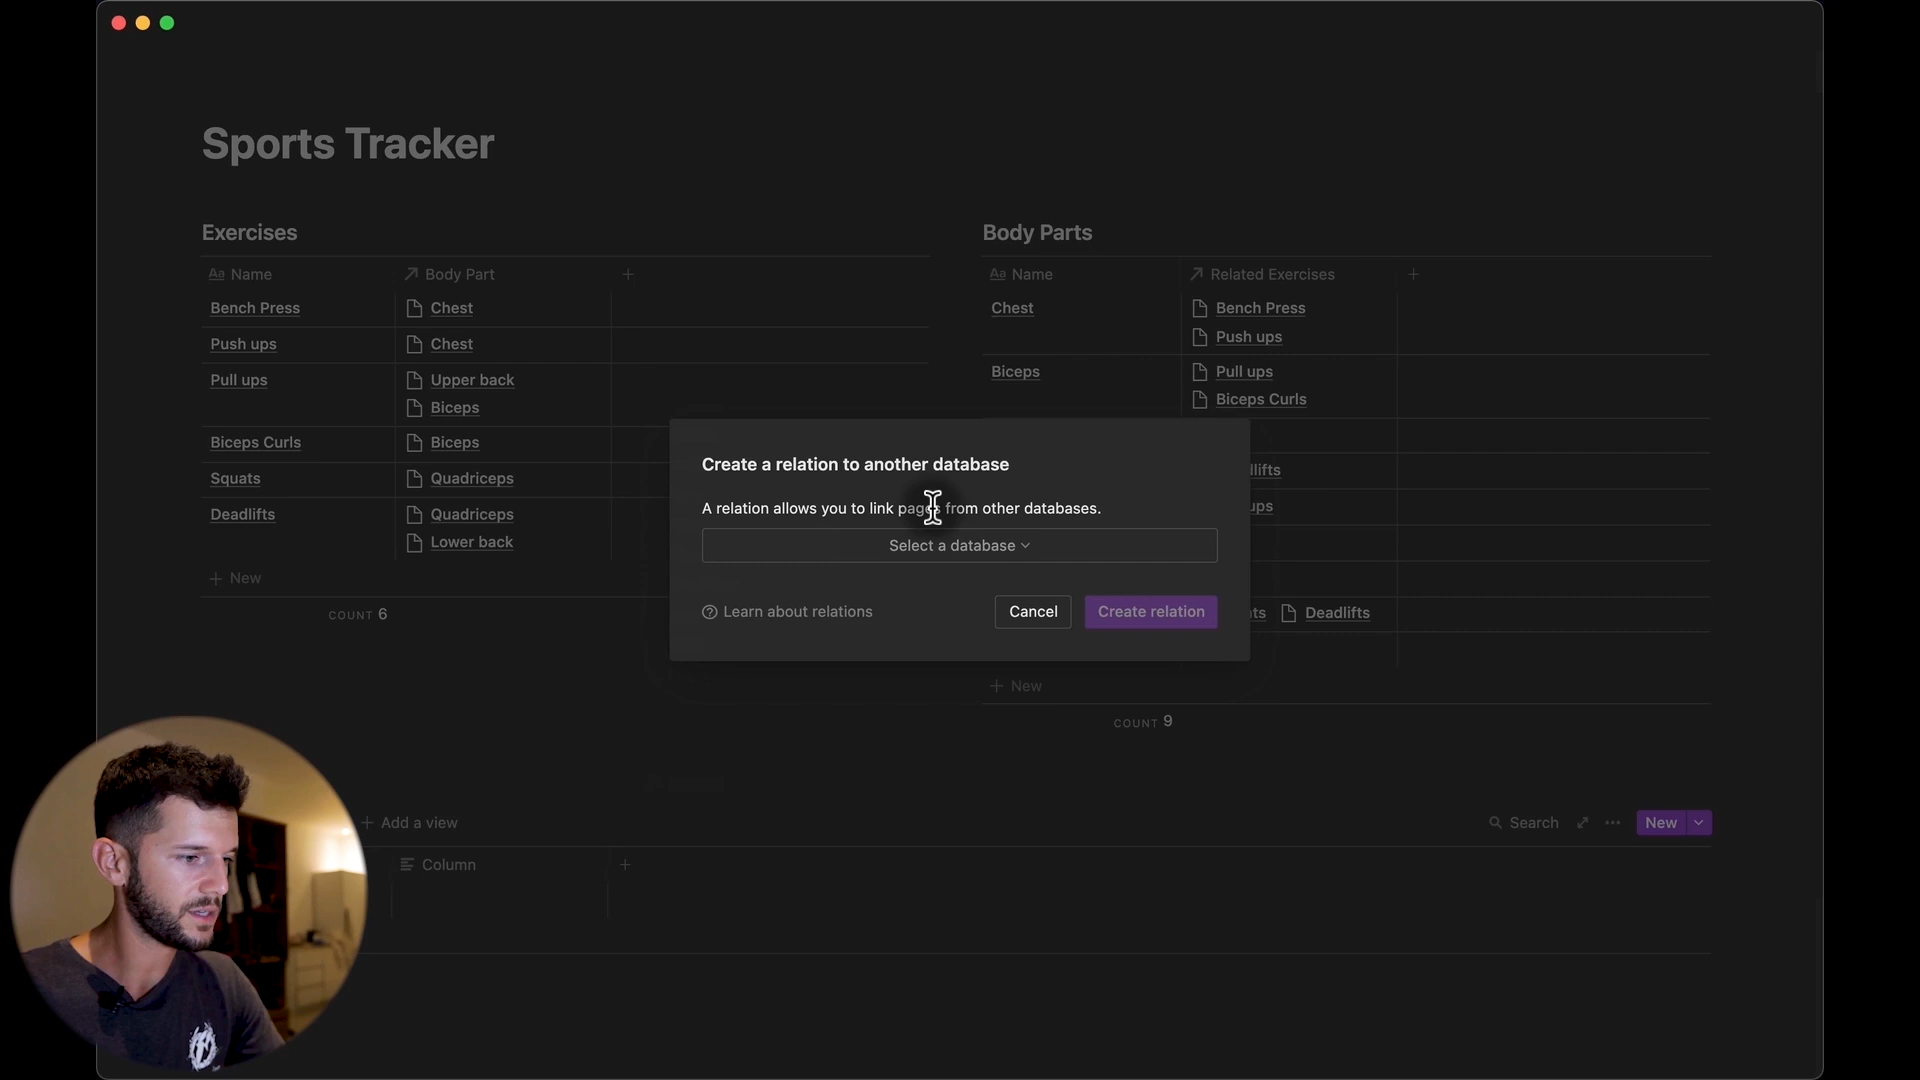 Sports Tracker
Exercises
Aa Name
Body Part
Bench Press
Chest
Push ups
Chest
Pull ups
Upper back
Biceps
Biceps Curls
Biceps
Squats
Quadriceps
Deadlifts
Quadriceps
Lower back
+ New
COUNT 6
Body Parts
Aa Name
Related Exercises
Chest
Bench Press
Push ups
Biceps
Pull ups
Biceps Curls
Deadlifts
+ New
COUNT 9
Create a relation to another database
A relation allows you to link pages from other databases.
Select a database
Learn about relations
Cancel
Create relation
+ Add a view
Search
New
Column